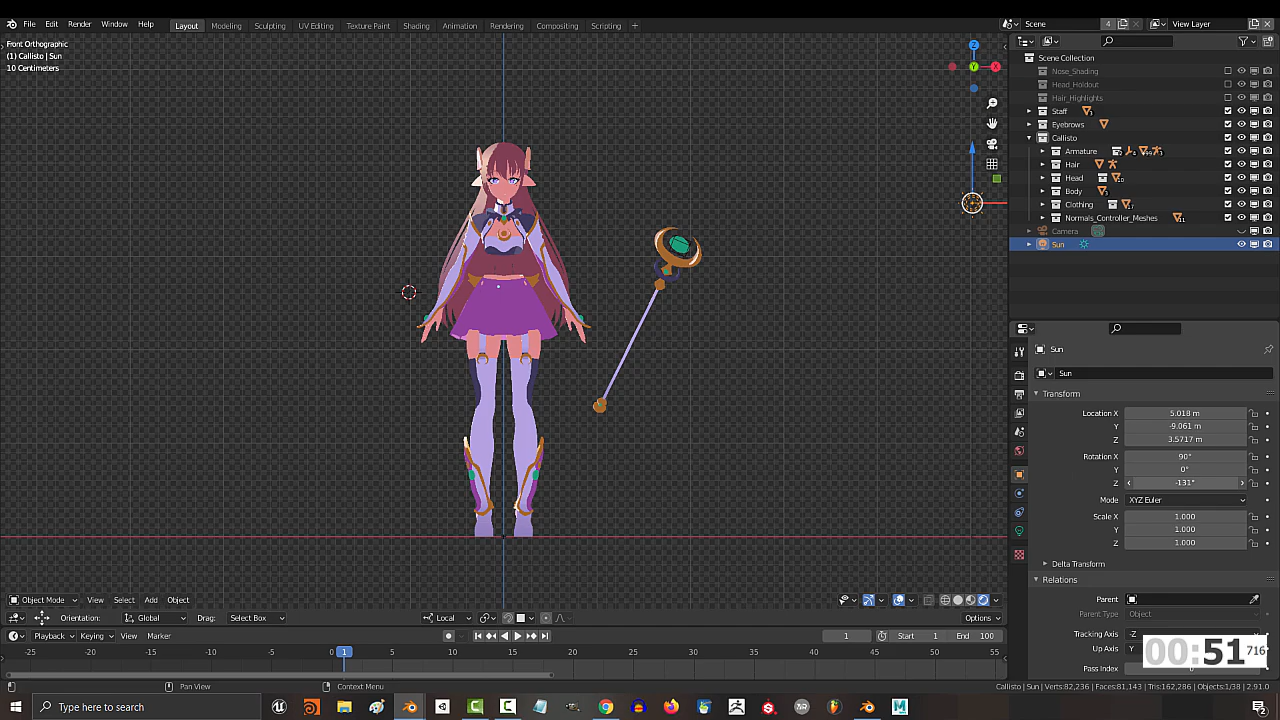 File Edit Render Window Help Layout Modeling Sculpting UV Editing Texture Paint Shading Animation Rendering Compositing Scripting + Scene 4 View Layer
Front Orthographic
(1) Callisto | Sun
10 Centimeters
Z
Y
X
Scene Collection
Nose_Shading
Head_Holdout
Hair_Highlights
Staff
Eyebrows
Callisto
Armature
Hair
Head
Body
Clothing
Normals_Controller_Meshes
Camera
Sun
Sun
Sun
Transform
Location X 5.018 m
Y -9.061 m
Z 3.5717 m
Rotation X 90°
Y 0°
Z -131°
Mode XYZ Euler
Scale X 1.000
Y 1.000
Z 1.000
Delta Transform
Relations
Parent
Parent Type Object
Tracking Axis -Z
Up Axis Y
Pass Index
00:51 716
Object Mode View Select Add Object
Orientation: Global Drag: Select Box Local Options
Playback Keying View Marker 1 Start 1 End 100
-25 -20 -15 -10 -5 0 1 5 10 15 20 25 30 35 40 45 50 55
Pan View Context Menu Callisto | Sun | Verts:82,236 | Faces:81,143 | Tris:162,286 | Objects:1/38 | 2.91.0
Type here to search